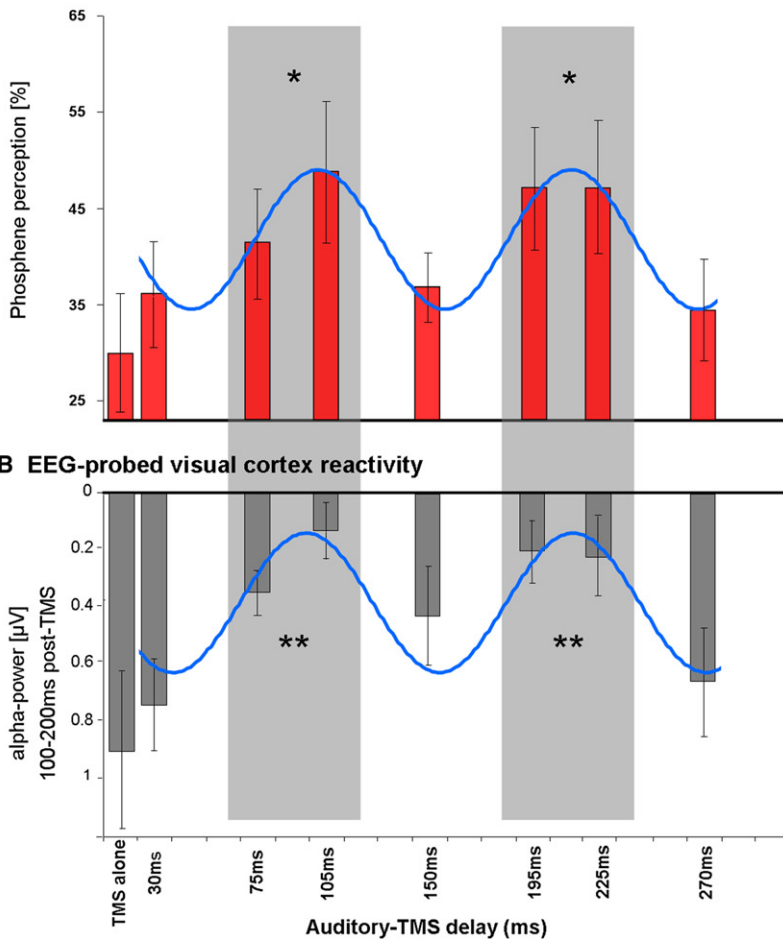 65
55
45
35
25
Phosphene perception [%]
*
*
B EEG-probed visual cortex reactivity
0
0.2
0.4
0.6
0.8
1
alpha-power [µV]
100-200ms post-TMS
**
**
TMS alone
30ms
75ms
105ms
150ms
195ms
225ms
270ms
Auditory-TMS delay (ms)